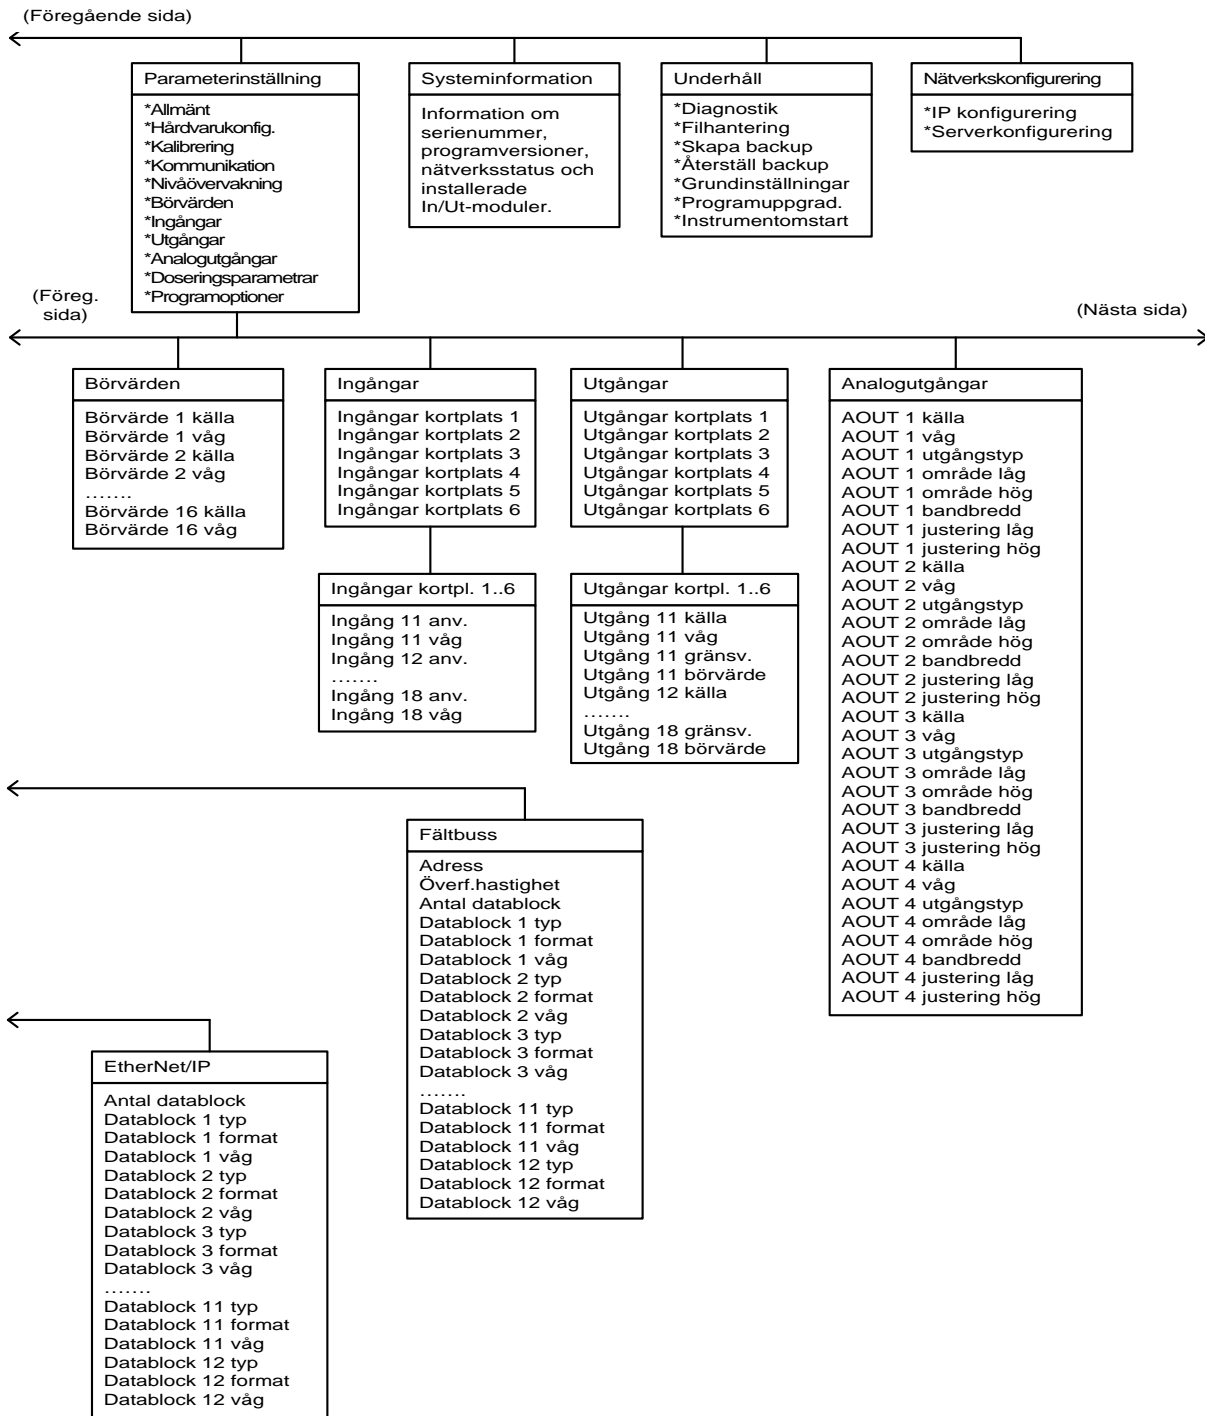 (Föregående sida)
Parameterinställning
*Allmänt
*Hårdvarukonfig.
*Kalibrering
*Kommunikation
*Nivåövervakning
*Börvärden
*Ingångar
*Utgångar
*Analogutgångar
*Doseringsparametrar
*Programoptioner
Systeminformation
Information om
serienummer,
programversioner,
nätverksstatus och
installerade
In/Ut-moduler.
Underhåll
*Diagnostik
*Filhantering
*Skapa backup
*Återställ backup
*Grundinställningar
*Programuppgrad.
*Instrumentomstart
Nätverkskonfigurering
*IP konfigurering
*Serverkonfigurering
(Föreg.
sida)
(Nästa sida)
Börvärden
Börvärde 1 källa
Börvärde 1 våg
Börvärde 2 källa
Börvärde 2 våg
.......
Börvärde 16 källa
Börvärde 16 våg
Ingångar
Ingångar kortplats 1
Ingångar kortplats 2
Ingångar kortplats 3
Ingångar kortplats 4
Ingångar kortplats 5
Ingångar kortplats 6
Utgångar
Utgångar kortplats 1
Utgångar kortplats 2
Utgångar kortplats 3
Utgångar kortplats 4
Utgångar kortplats 5
Utgångar kortplats 6
Analogutgångar
AOUT 1 källa
AOUT 1 våg
AOUT 1 utgångstyp
AOUT 1 område låg
AOUT 1 område hög
AOUT 1 bandbredd
AOUT 1 justering låg
AOUT 1 justering hög
AOUT 2 källa
AOUT 2 våg
AOUT 2 utgångstyp
AOUT 2 område låg
AOUT 2 område hög
AOUT 2 bandbredd
AOUT 2 justering låg
AOUT 2 justering hög
AOUT 3 källa
AOUT 3 våg
AOUT 3 utgångstyp
AOUT 3 område låg
AOUT 3 område hög
AOUT 3 bandbredd
AOUT 3 justering låg
AOUT 3 justering hög
AOUT 4 källa
AOUT 4 våg
AOUT 4 utgångstyp
AOUT 4 område låg
AOUT 4 område hög
AOUT 4 bandbredd
AOUT 4 justering låg
AOUT 4 justering hög
Ingångar kortpl. 1..6
Ingång 11 anv.
Ingång 11 våg
Ingång 12 anv.
.......
Ingång 18 anv.
Ingång 18 våg
Utgångar kortpl. 1..6
Utgång 11 källa
Utgång 11 våg
Utgång 11 gränsv.
Utgång 11 börvärde
Utgång 12 källa
.......
Utgång 18 gränsv.
Utgång 18 börvärde
Fältbuss
Adress
Överf.hastighet
Antal datablock
Datablock 1 typ
Datablock 1 format
Datablock 1 våg
Datablock 2 typ
Datablock 2 format
Datablock 2 våg
Datablock 3 typ
Datablock 3 format
Datablock 3 våg
.......
Datablock 11 typ
Datablock 11 format
Datablock 11 våg
Datablock 12 typ
Datablock 12 format
Datablock 12 våg
EtherNet/IP
Antal datablock
Datablock 1 typ
Datablock 1 format
Datablock 1 våg
Datablock 2 typ
Datablock 2 format
Datablock 2 våg
Datablock 3 typ
Datablock 3 format
Datablock 3 våg
.......
Datablock 11 typ
Datablock 11 format
Datablock 11 våg
Datablock 12 typ
Datablock 12 format
Datablock 12 våg